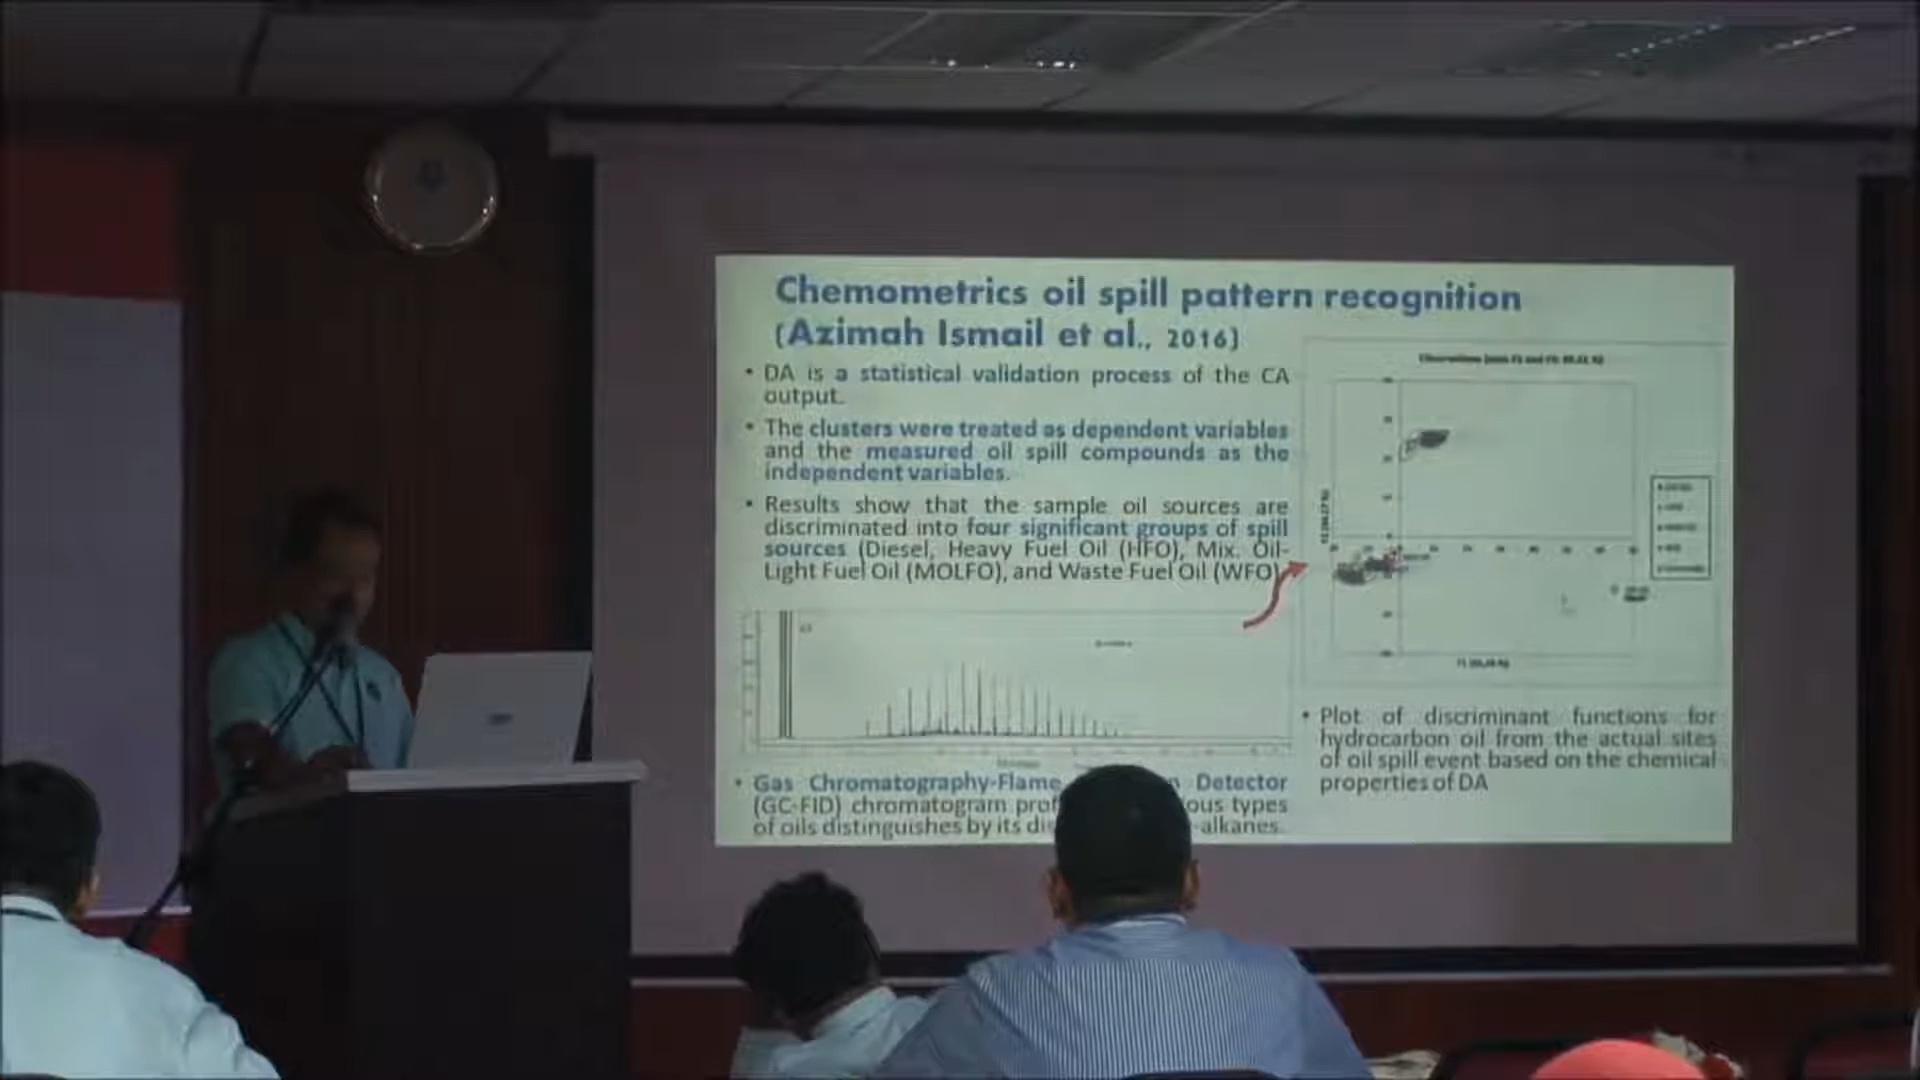 Chemometrics oil spill pattern recognition
(Azimah Ismail et al., 2016)
• DA is a statistical validation process of the CA
output.
• The clusters were treated as dependent variables
and the measured oil spill compounds as the
independent variables.
• Results show that the sample oil sources are
discriminated into four significant groups of spill
sources (Diesel, Heavy Fuel Oil (HFO), Mix. Oil-
Light Fuel Oil (MOLFO), and Waste Fuel Oil (WFO)
• Gas Chromatography-Flame Detector
(GC-FID) chromatogram types
of oils distinguishes by its -alkanes.
• Plot of discriminant functions for
hydrocarbon oil from the actual sites
of oil spill event based on the chemical
properties of DA